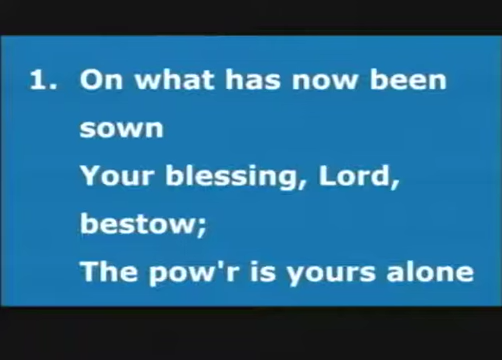 1. On what has now been
sown
Your blessing, Lord,
bestow;
The pow'r is yours alone